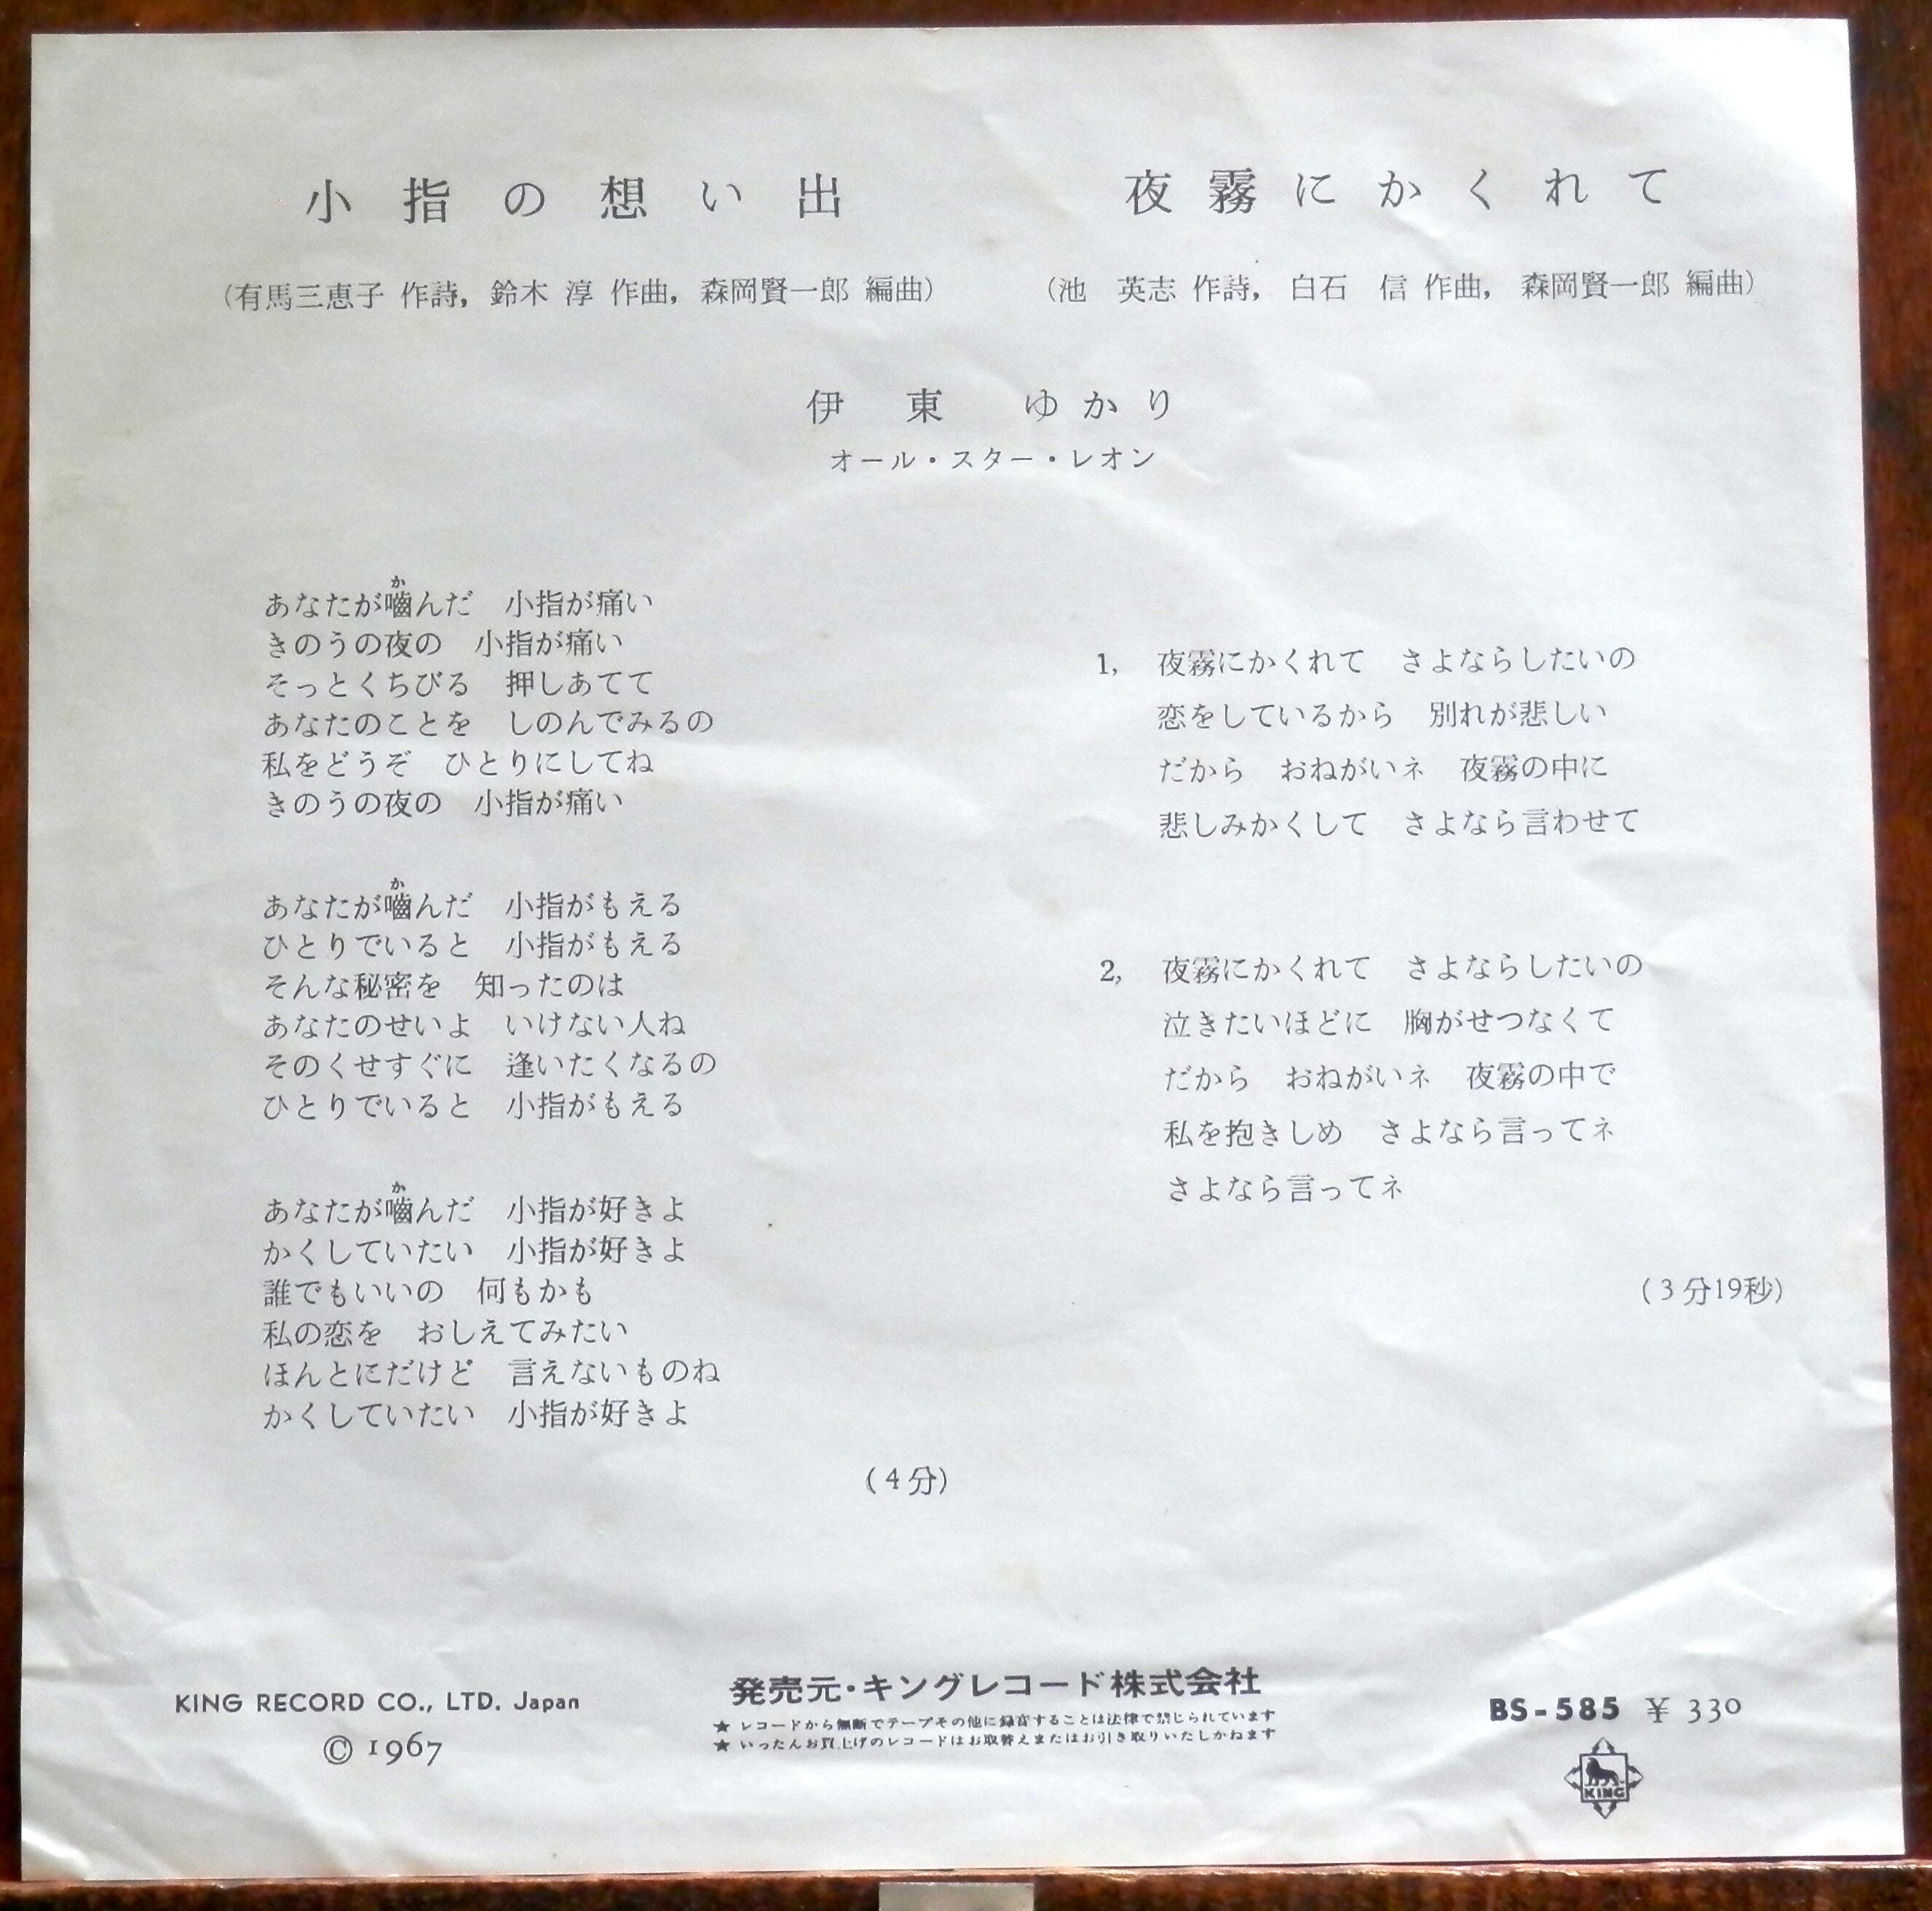 小指の想い出
(有馬三恵子 作詩, 鈴木 淳 作曲, 森岡賢一郎 編曲)
夜霧にかくれて
(池 英志 作詩, 白石 信 作曲, 森岡賢一郎 編曲)
伊東 ゆかり
オール・スター・レオン
か
あなたが嚙んだ 小指が痛い
きのうの夜の 小指が痛い
そっとくちびる 押しあてて
あなたのことを しのんでみるの
私をどうぞ ひとりにしてね
きのうの夜の 小指が痛い
か
あなたが嚙んだ 小指がもえる
ひとりでいると 小指がもえる
そんな秘密を 知ったのは
あなたのせいよ いけない人ね
そのくせすぐに 逢いたくなるの
ひとりでいると 小指がもえる
か
あなたが嚙んだ 小指が好きよ
かくしていたい 小指が好きよ
誰でもいいの 何もかも
私の恋を おしえてみたい
ほんとにだけど 言えないものね
かくしていたい 小指が好きよ
(4分)
1, 夜霧にかくれて さよならしたいの
恋をしているから 別れが悲しい
だから おねがいネ 夜霧の中に
悲しみかくして さよなら言わせて
2, 夜霧にかくれて さよならしたいの
泣きたいほどに 胸がせつなくて
だから おねがいネ 夜霧の中で
私を抱きしめ さよなら言ってネ
さよなら言ってネ
(3分19秒)
KING RECORD CO., LTD. Japan
© 1967
発売元・キングレコード株式会社
★ レコードから無断でテープその他に録音することは法律で禁じられています
★ いったんお買上げのレコードはお取替えまたはお引き取りいたしかねます
BS-585 ¥ 330
KING